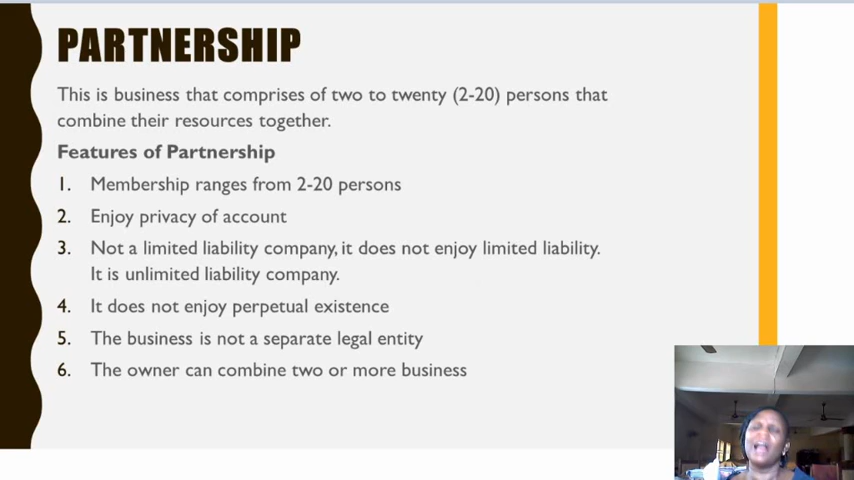 PARTNERSHIP
This is business that comprises of two to twenty (2-20) persons that
combine their resources together.
Features of Partnership
1. Membership ranges from 2-20 persons
2. Enjoy privacy of account
3. Not a limited liability company, it does not enjoy limited liability.
It is unlimited liability company.
4. It does not enjoy perpetual existence
5. The business is not a separate legal entity
6. The owner can combine two or more business